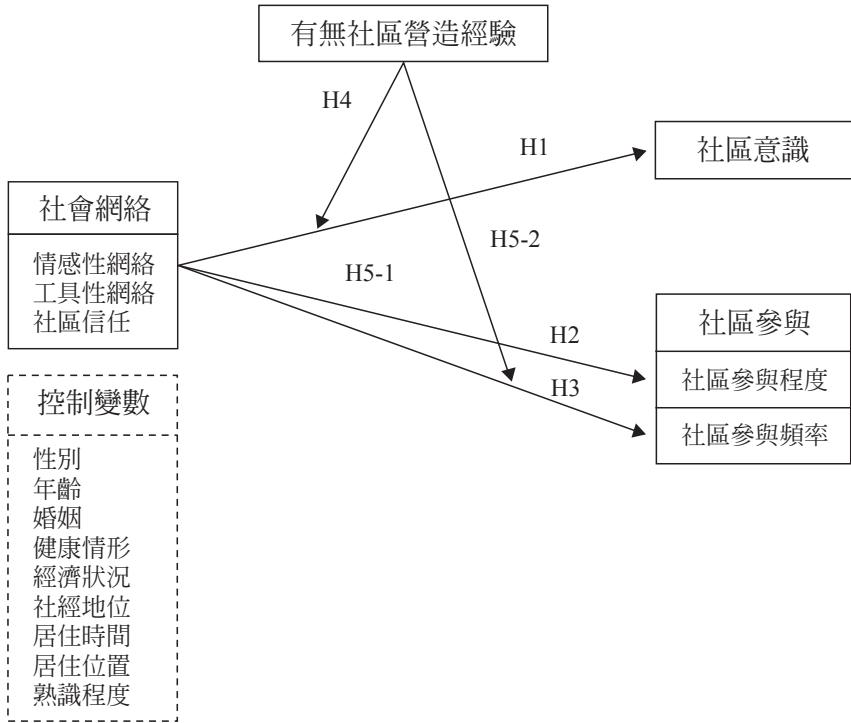 有無社區營造經驗
H4
H1
社區意識
社會網絡
情感性網絡
工具性網絡
社區信任
H5-2
H5-1
社區參與
H2
社區參與程度
H3
社區參與頻率
控制變數
性別
年齡
婚姻
健康情形
經濟狀況
社經地位
居住時間
居住位置
熟識程度